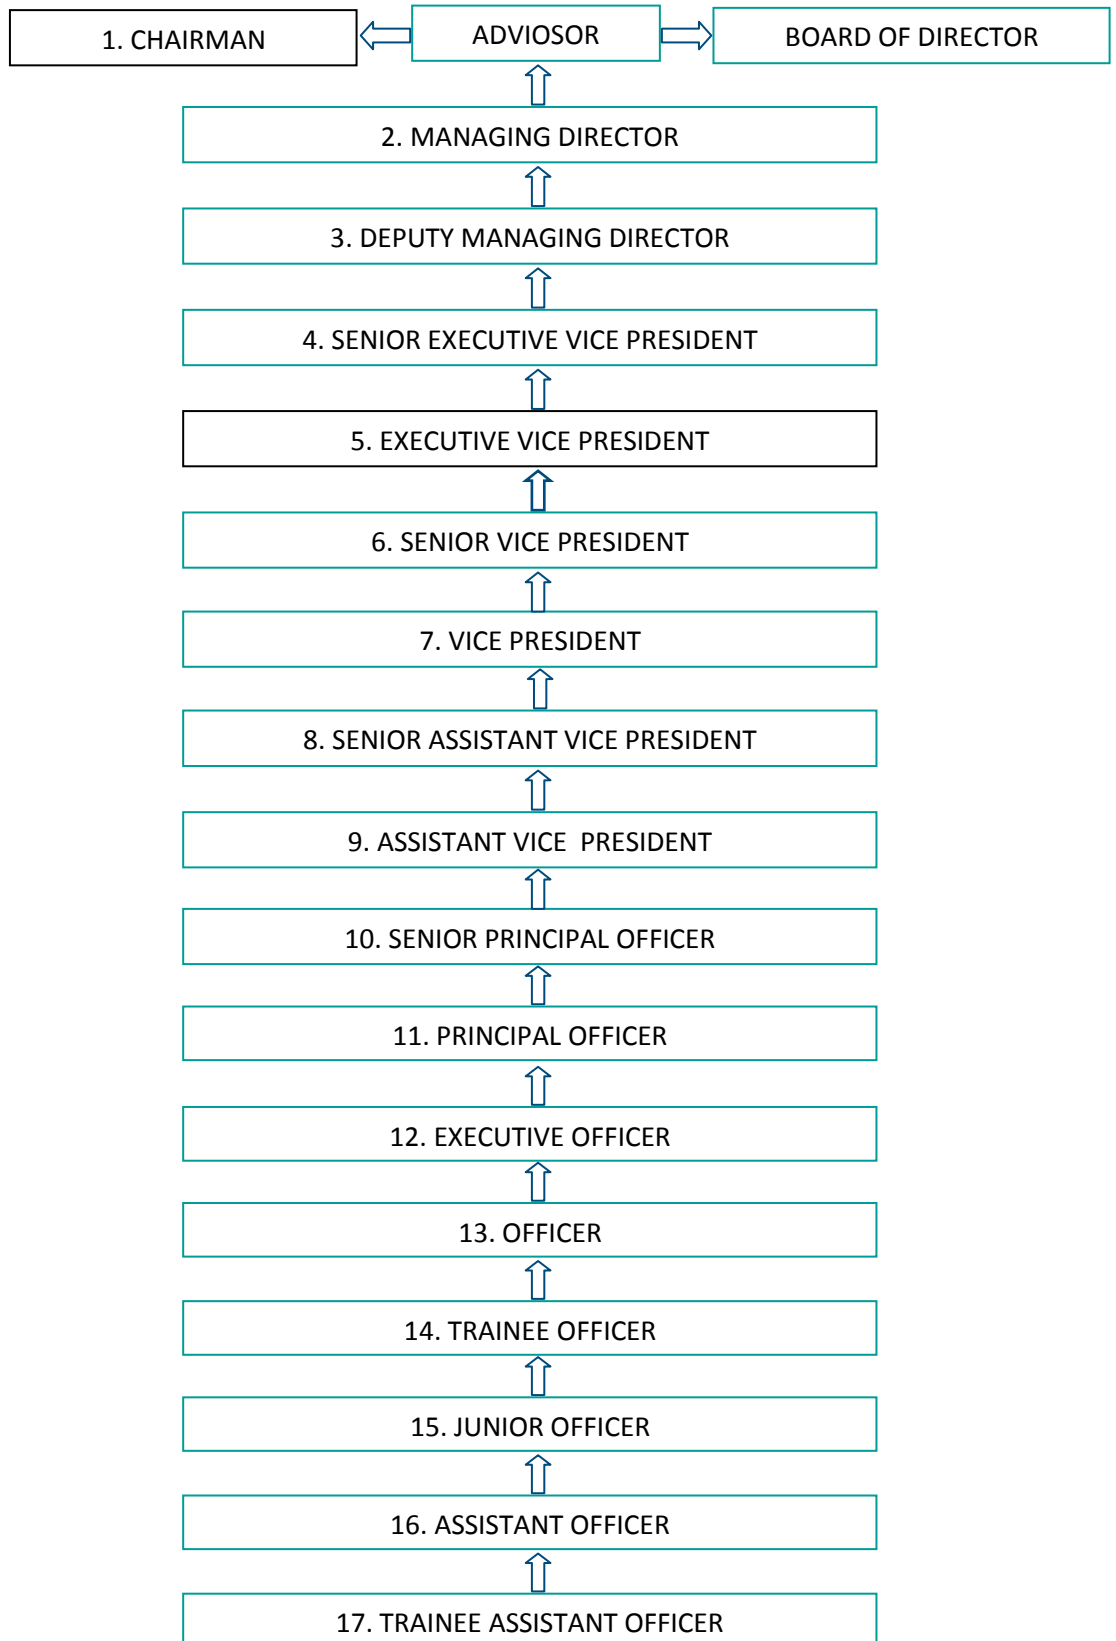 1. CHAIRMAN
ADVIOSOR
BOARD OF DIRECTOR
2. MANAGING DIRECTOR
3. DEPUTY MANAGING DIRECTOR
4. SENIOR EXECUTIVE VICE PRESIDENT
5. EXECUTIVE VICE PRESIDENT
6. SENIOR VICE PRESIDENT
7. VICE PRESIDENT
8. SENIOR ASSISTANT VICE PRESIDENT
9. ASSISTANT VICE  PRESIDENT
10. SENIOR PRINCIPAL OFFICER
11. PRINCIPAL OFFICER
12. EXECUTIVE OFFICER
13. OFFICER
14. TRAINEE OFFICER
15. JUNIOR OFFICER
16. ASSISTANT OFFICER
17. TRAINEE ASSISTANT OFFICER